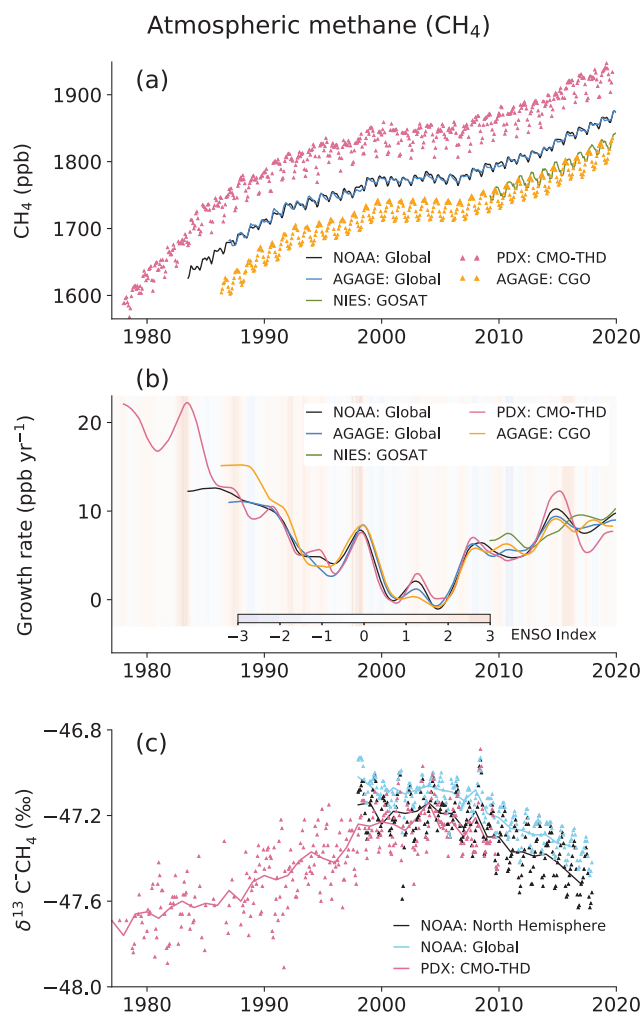 Atmospheric methane (CH₄)
(a)
CH₄ (ppb)
1900
1800
1700
1600
NOAA: Global
AGAGE: Global
NIES: GOSAT
PDX: CMO-THD
AGAGE: CGO
1980 1990 2000 2010 2020
(b)
Growth rate (ppb yr⁻¹)
20
10
0
NOAA: Global
AGAGE: Global
NIES: GOSAT
PDX: CMO-THD
AGAGE: CGO
−3 −2 −1 0 1 2 3 ENSO Index
1980 1990 2000 2010 2020
(c)
δ¹³ C⁻CH₄ (‰)
−46.8
−47.2
−47.6
−48.0
NOAA: North Hemisphere
NOAA: Global
PDX: CMO-THD
1980 1990 2000 2010 2020